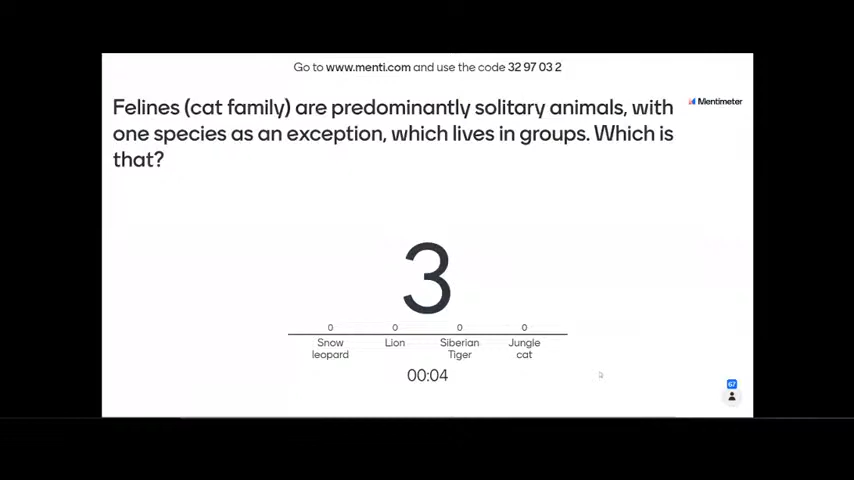 Go to www.menti.com and use the code 32 97 03 2
Mentimeter
Felines (cat family) are predominantly solitary animals, with
one species as an exception, which lives in groups. Which is
that?
3
0 0 0 0
Snow leopard
Lion
Siberian Tiger
Jungle cat
00:04
67